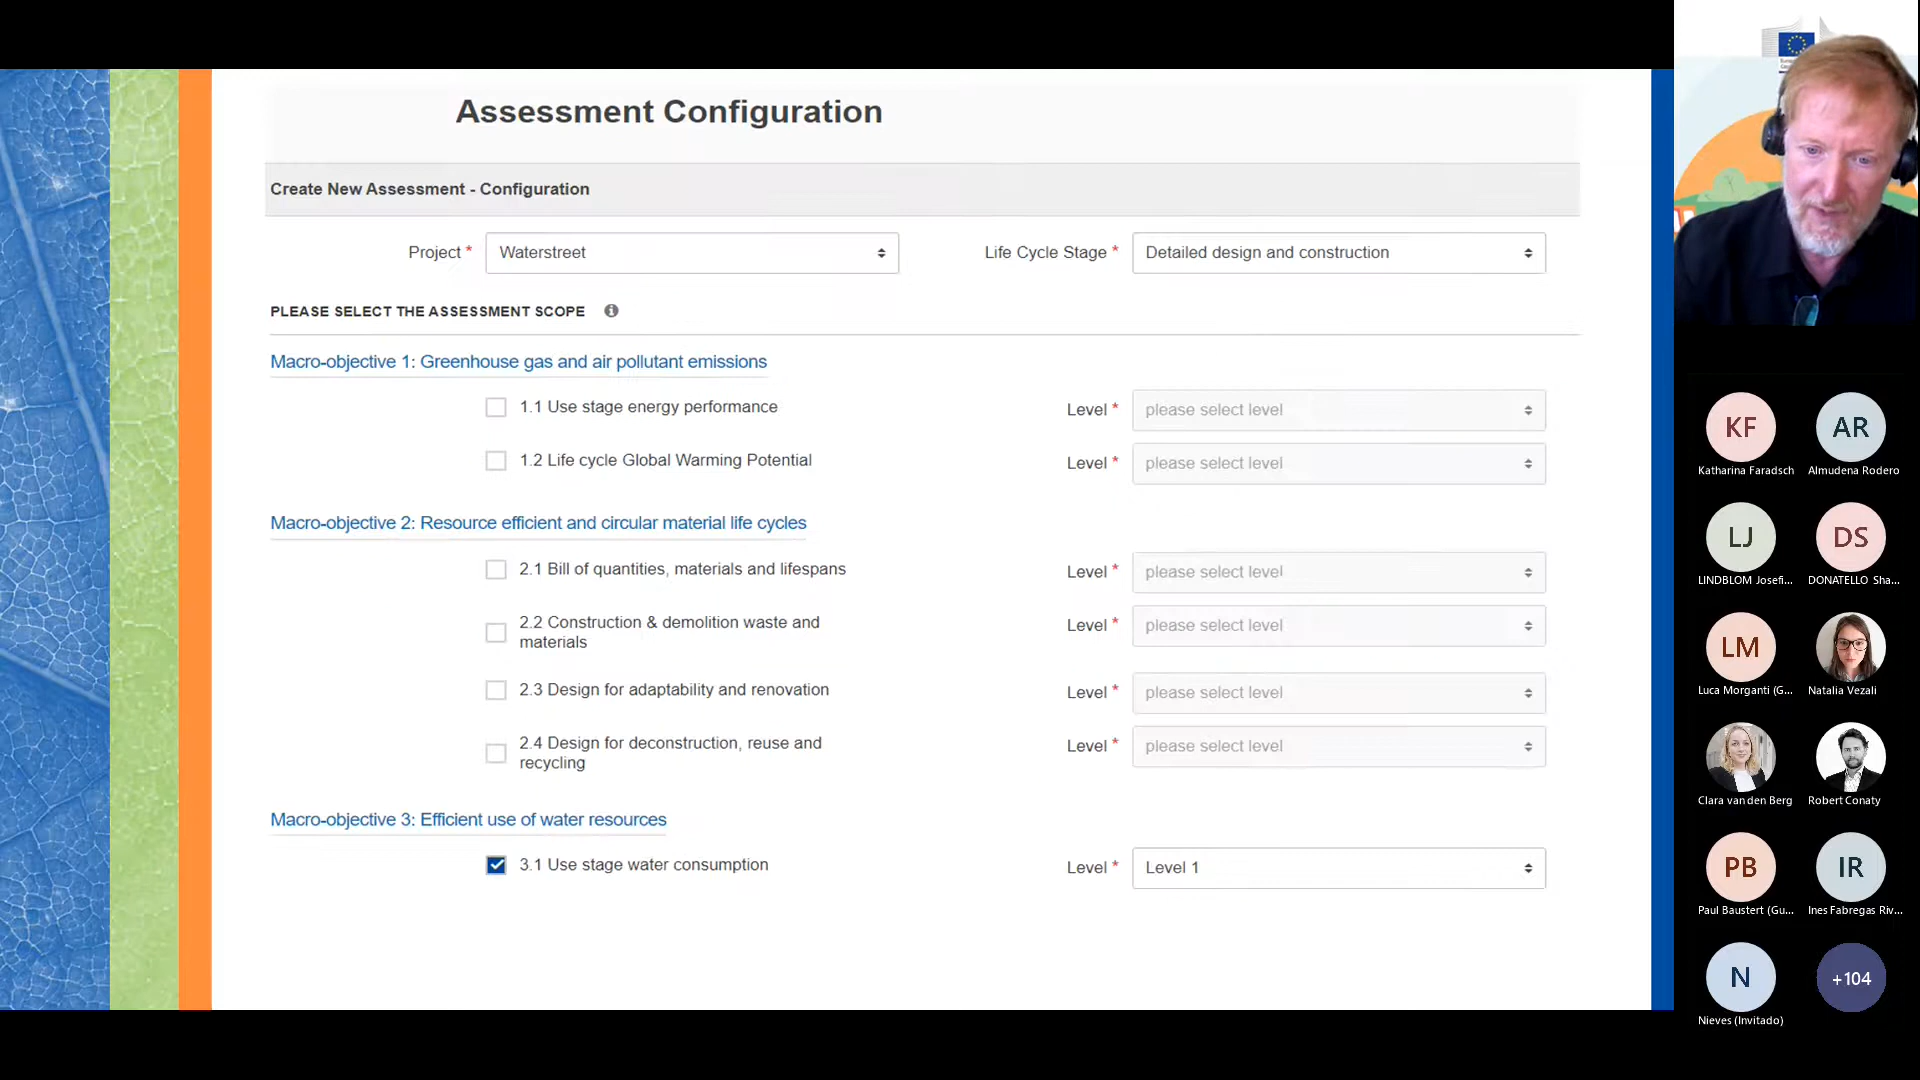 Assessment Configuration
Create New Assessment - Configuration
Project * Waterstreet Life Cycle Stage * Detailed design and construction
PLEASE SELECT THE ASSESSMENT SCOPE
Macro-objective 1: Greenhouse gas and air pollutant emissions
1.1 Use stage energy performance Level * please select level
1.2 Life cycle Global Warming Potential Level * please select level
Macro-objective 2: Resource efficient and circular material life cycles
2.1 Bill of quantities, materials and lifespans Level * please select level
2.2 Construction & demolition waste and
materials
Level * please select level
2.3 Design for adaptability and renovation Level * please select level
2.4 Design for deconstruction, reuse and
recycling
Level * please select level
Macro-objective 3: Efficient use of water resources
3.1 Use stage water consumption Level * Level 1
KF AR
Katharina Faradsch Almudena Rodero
LJ DS
LINDBLOM Josefi... DONATELLO Sha...
LM
Luca Morganti (G... Natalia Vezali
Clara van den Berg Robert Conaty
PB IR
Paul Baustert (Gu... Ines Fabregas Riv...
N +104
Nieves (Invitado)